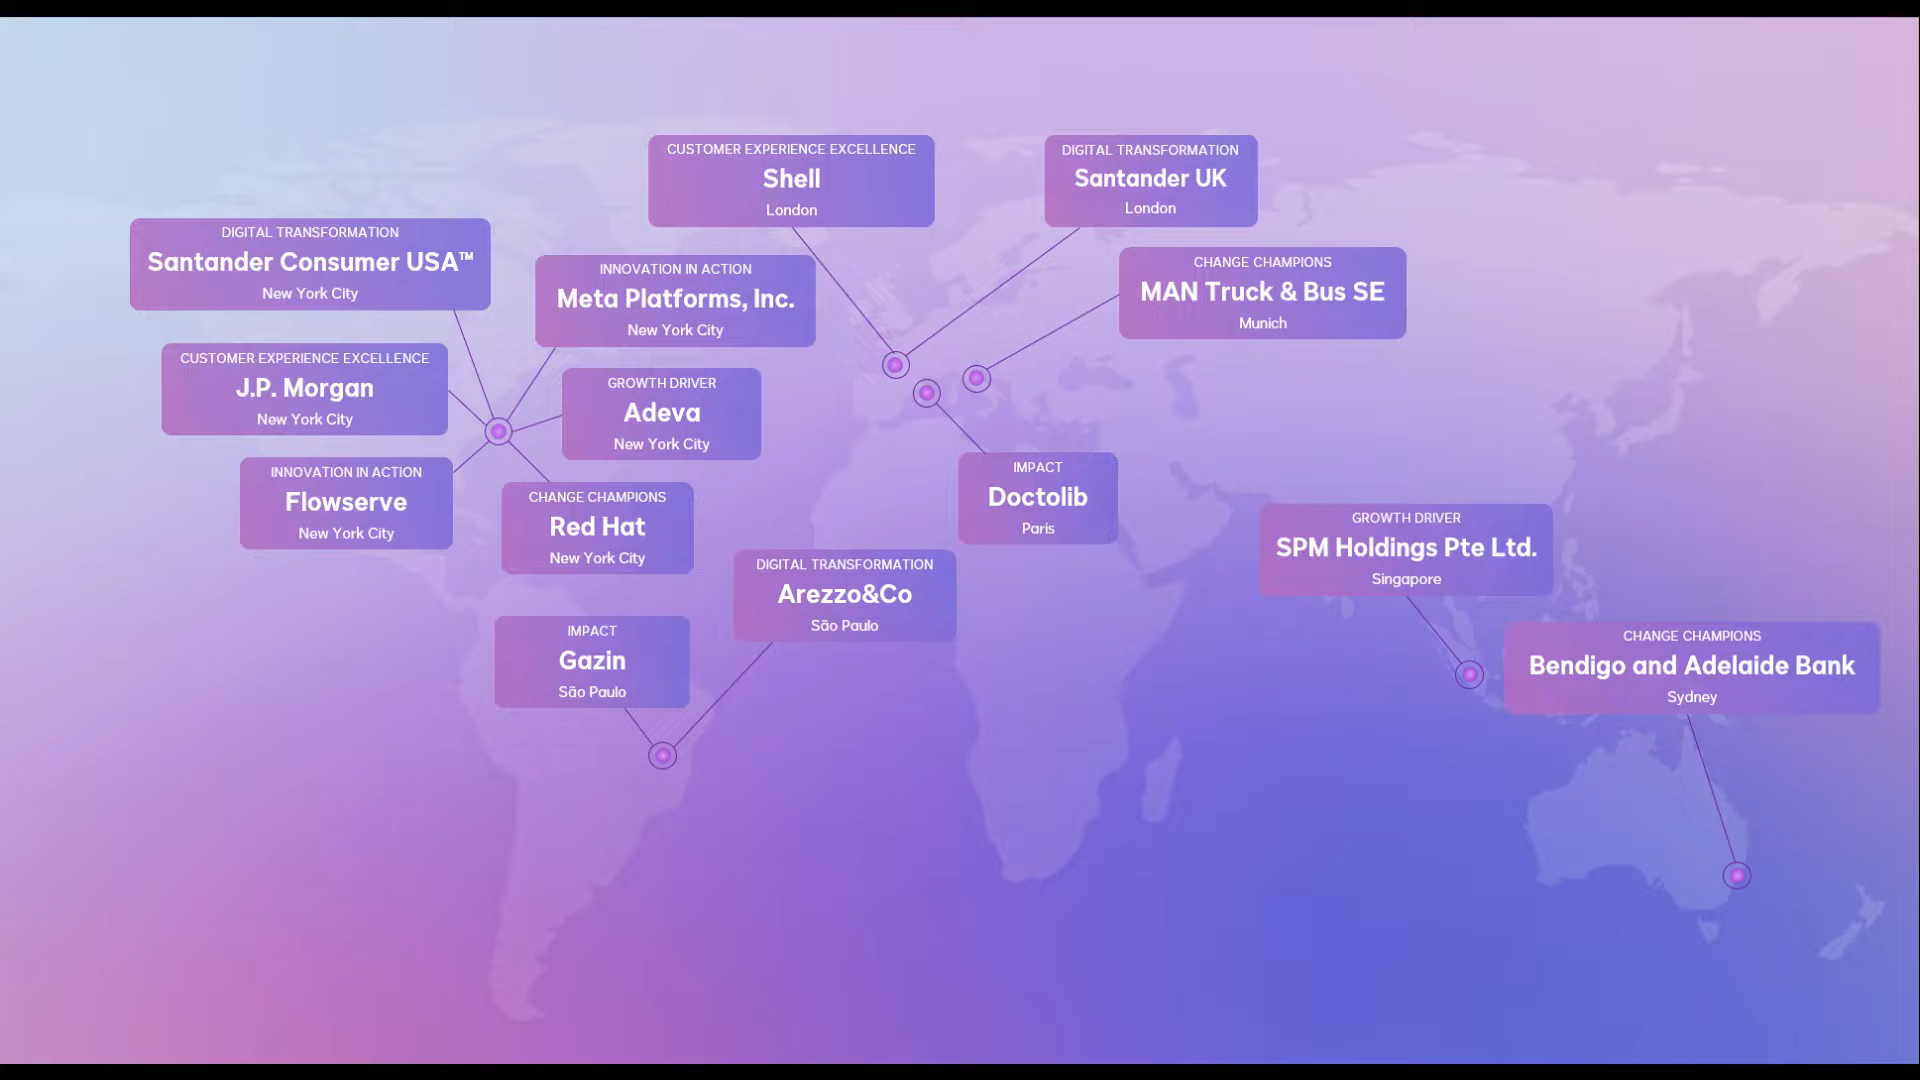 CUSTOMER EXPERIENCE EXCELLENCE
Shell
London
DIGITAL TRANSFORMATION
Santander UK
London
DIGITAL TRANSFORMATION
Santander Consumer USA™
New York City
INNOVATION IN ACTION
Meta Platforms, Inc.
New York City
CHANGE CHAMPIONS
MAN Truck & Bus SE
Munich
CUSTOMER EXPERIENCE EXCELLENCE
J.P. Morgan
New York City
GROWTH DRIVER
Adeva
New York City
INNOVATION IN ACTION
Flowserve
New York City
CHANGE CHAMPIONS
Red Hat
New York City
IMPACT
Doctolib
Paris
GROWTH DRIVER
SPM Holdings Pte Ltd.
Singapore
DIGITAL TRANSFORMATION
Arezzo&Co
São Paulo
IMPACT
Gazin
São Paulo
CHANGE CHAMPIONS
Bendigo and Adelaide Bank
Sydney